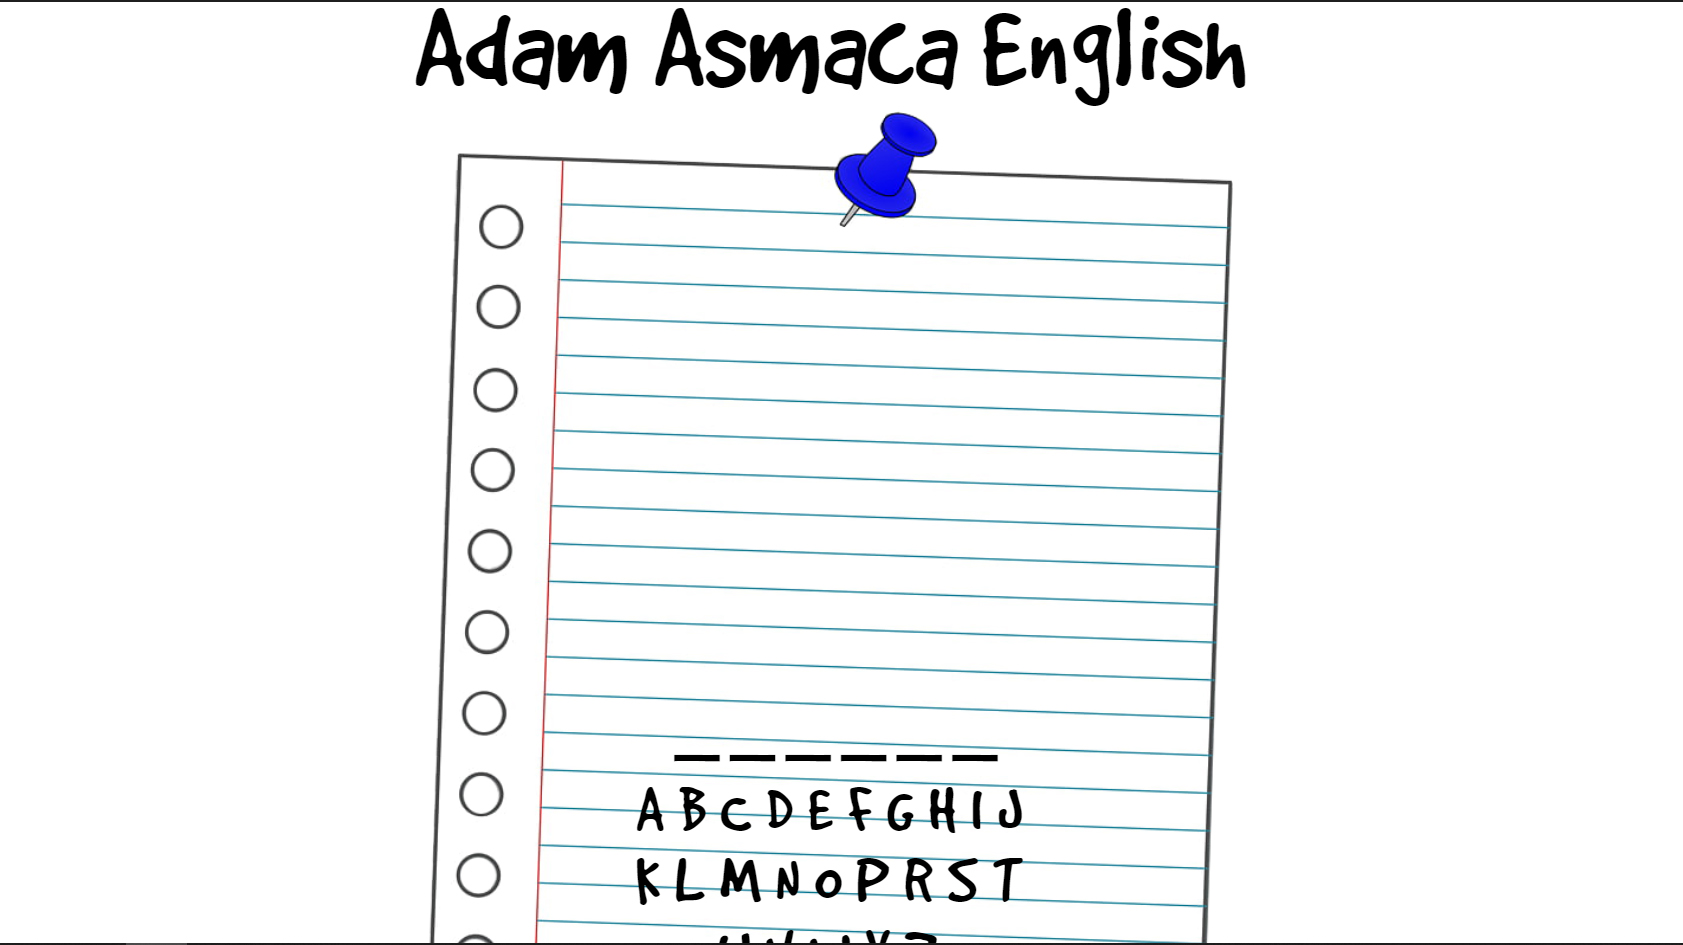 Adam Asmaca English
_ _ _ _ _ _
A B C D E F G H I J
K L M N O P R S T